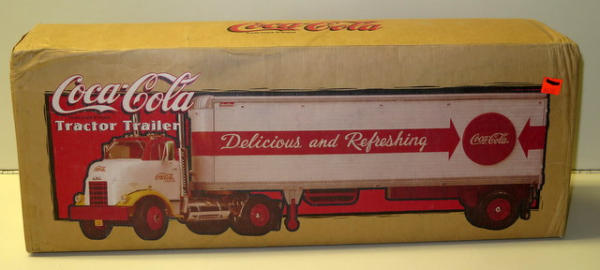 Coca-Cola
Coca-Cola
Tractor Trailer
Delicious and Refreshing
Coca-Cola